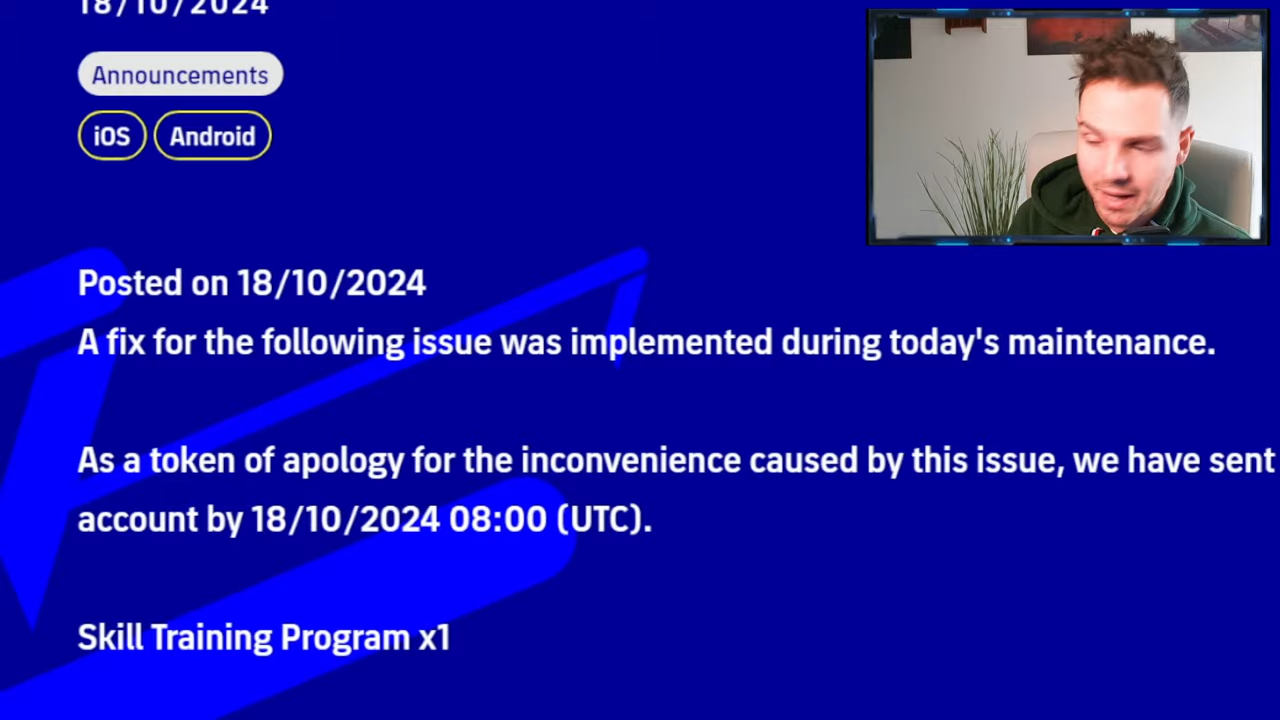 18/10/2024
Announcements
iOS Android
Posted on 18/10/2024
A fix for the following issue was implemented during today's maintenance.
As a token of apology for the inconvenience caused by this issue, we have sent
account by 18/10/2024 08:00 (UTC).
Skill Training Program x1